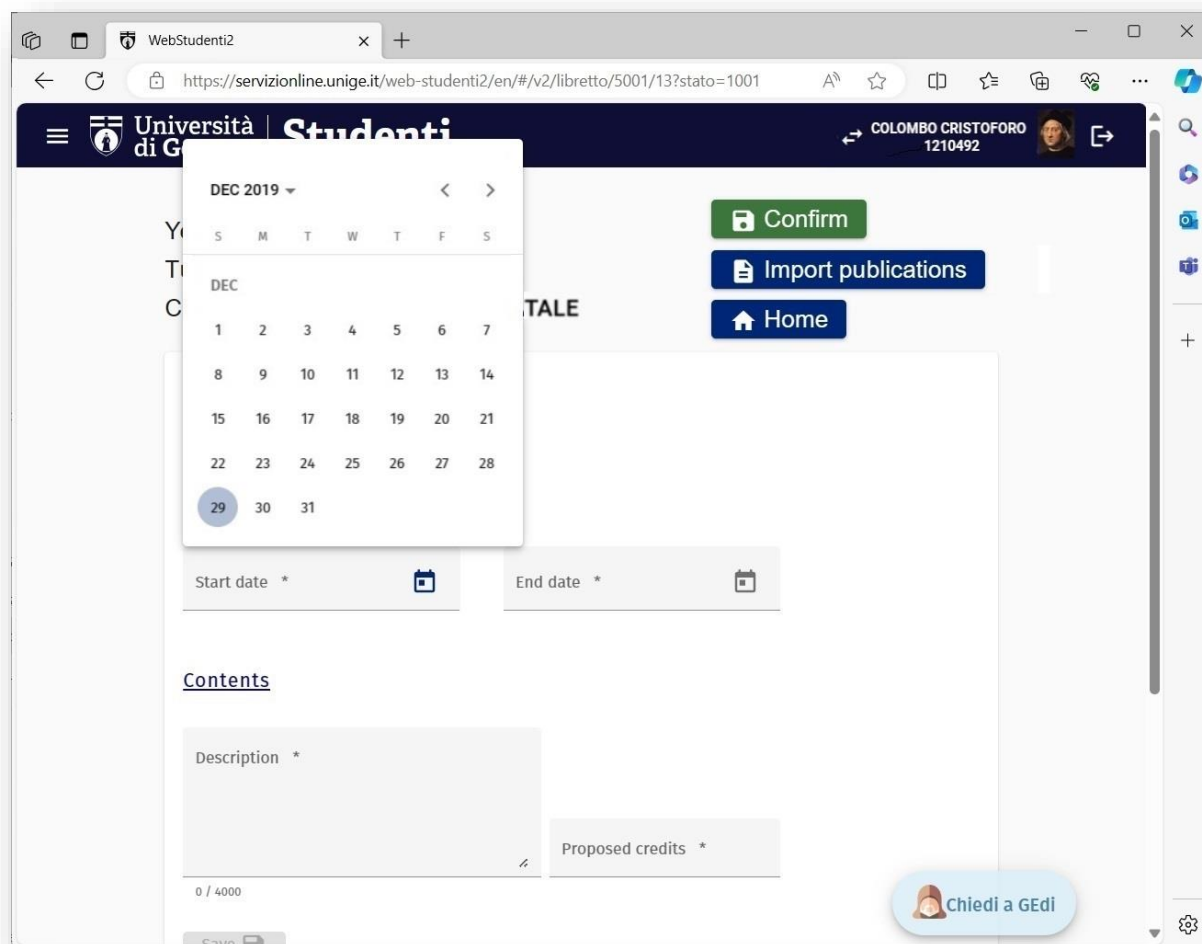 WebStudenti2
https://servizionline.unige.it/web-studenti2/en/#/v2/libretto/5001/13?stato=1001
Università
di G
Studenti
COLOMBO CRISTOFORO
1210492
DEC 2019
S M T W T F S
DEC
1 2 3 4 5 6 7
8 9 10 11 12 13 14
15 16 17 18 19 20 21
22 23 24 25 26 27 28
29 30 31
Y
T
C
TALE
Confirm
Import publications
Home
Start date *
End date *
Contents
Description *
0 / 4000
Proposed credits *
Save
Chiedi a GEdi